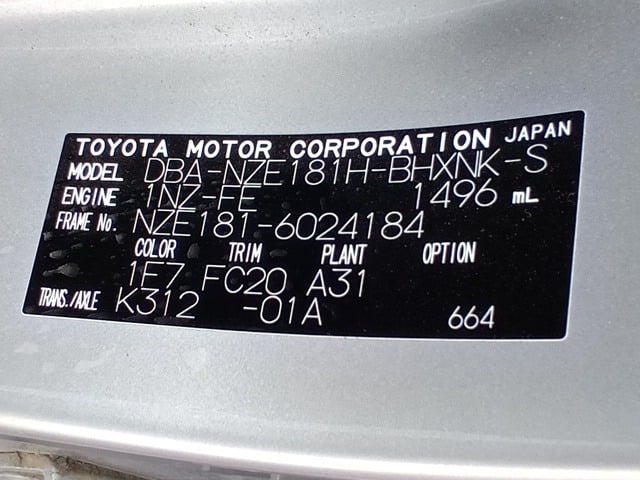 TOYOTA MOTOR CORPORATION JAPAN
MODEL DBA-NZE181H-BHXNK-S
ENGINE 1NZ-FE 1496 mL
FRAME No. NZE181-6024184
COLOR TRIM PLANT OPTION
1F7 FC20 A31
TRANS./AXLE K312 -01A 664